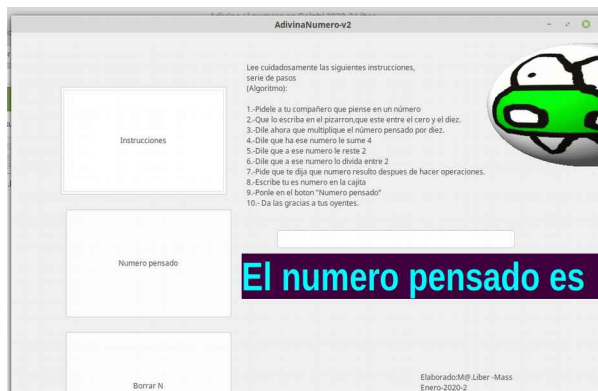 AdivinaNumero-v2
Lee cuidadosamente las siguientes instrucciones,
serie de pasos
(Algoritmo):
1.-Pidele a tu compañero que piense en un número
2.-Que lo escriba en el pizarron,que este entre el cero y el diez.
3.-Dile ahora que multiplique el número pensado por diez.
4.-Dile que ha ese numero le sume 4
5.-Dile que a ese numero le reste 2
6.-Dile que a ese numero lo divida entre 2
7.-Pide que te dija que numero resulto despues de hacer operaciones.
8.-Escribe tu es numero en la cajita
9.-Ponle en el boton "Numero pensado"
10.- Da las gracias a tus oyentes.
Instrucciones
Numero pensado
El numero pensado es
Borrar N
Elaborado:M@.Liber -Mass
Enero-2020-2